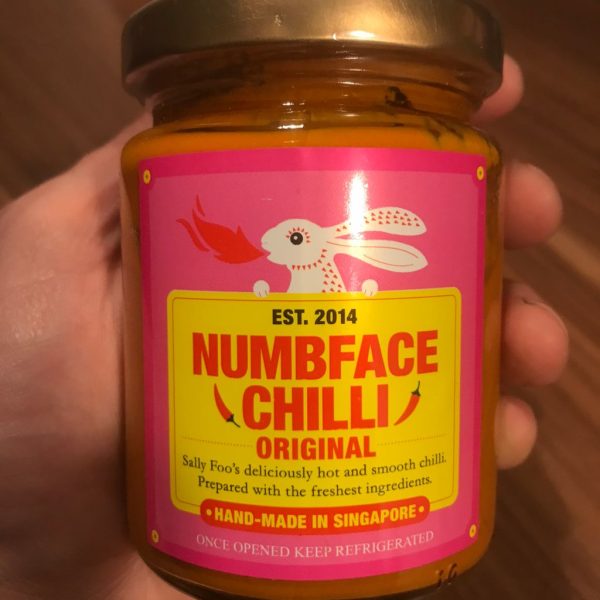 EST. 2014
NUMBFACE
CHILLI
ORIGINAL
Sally Foo's deliciously hot and smooth chilli.
Prepared with the freshest ingredients.
• HAND-MADE IN SINGAPORE •
ONCE OPENED KEEP REFRIGERATED